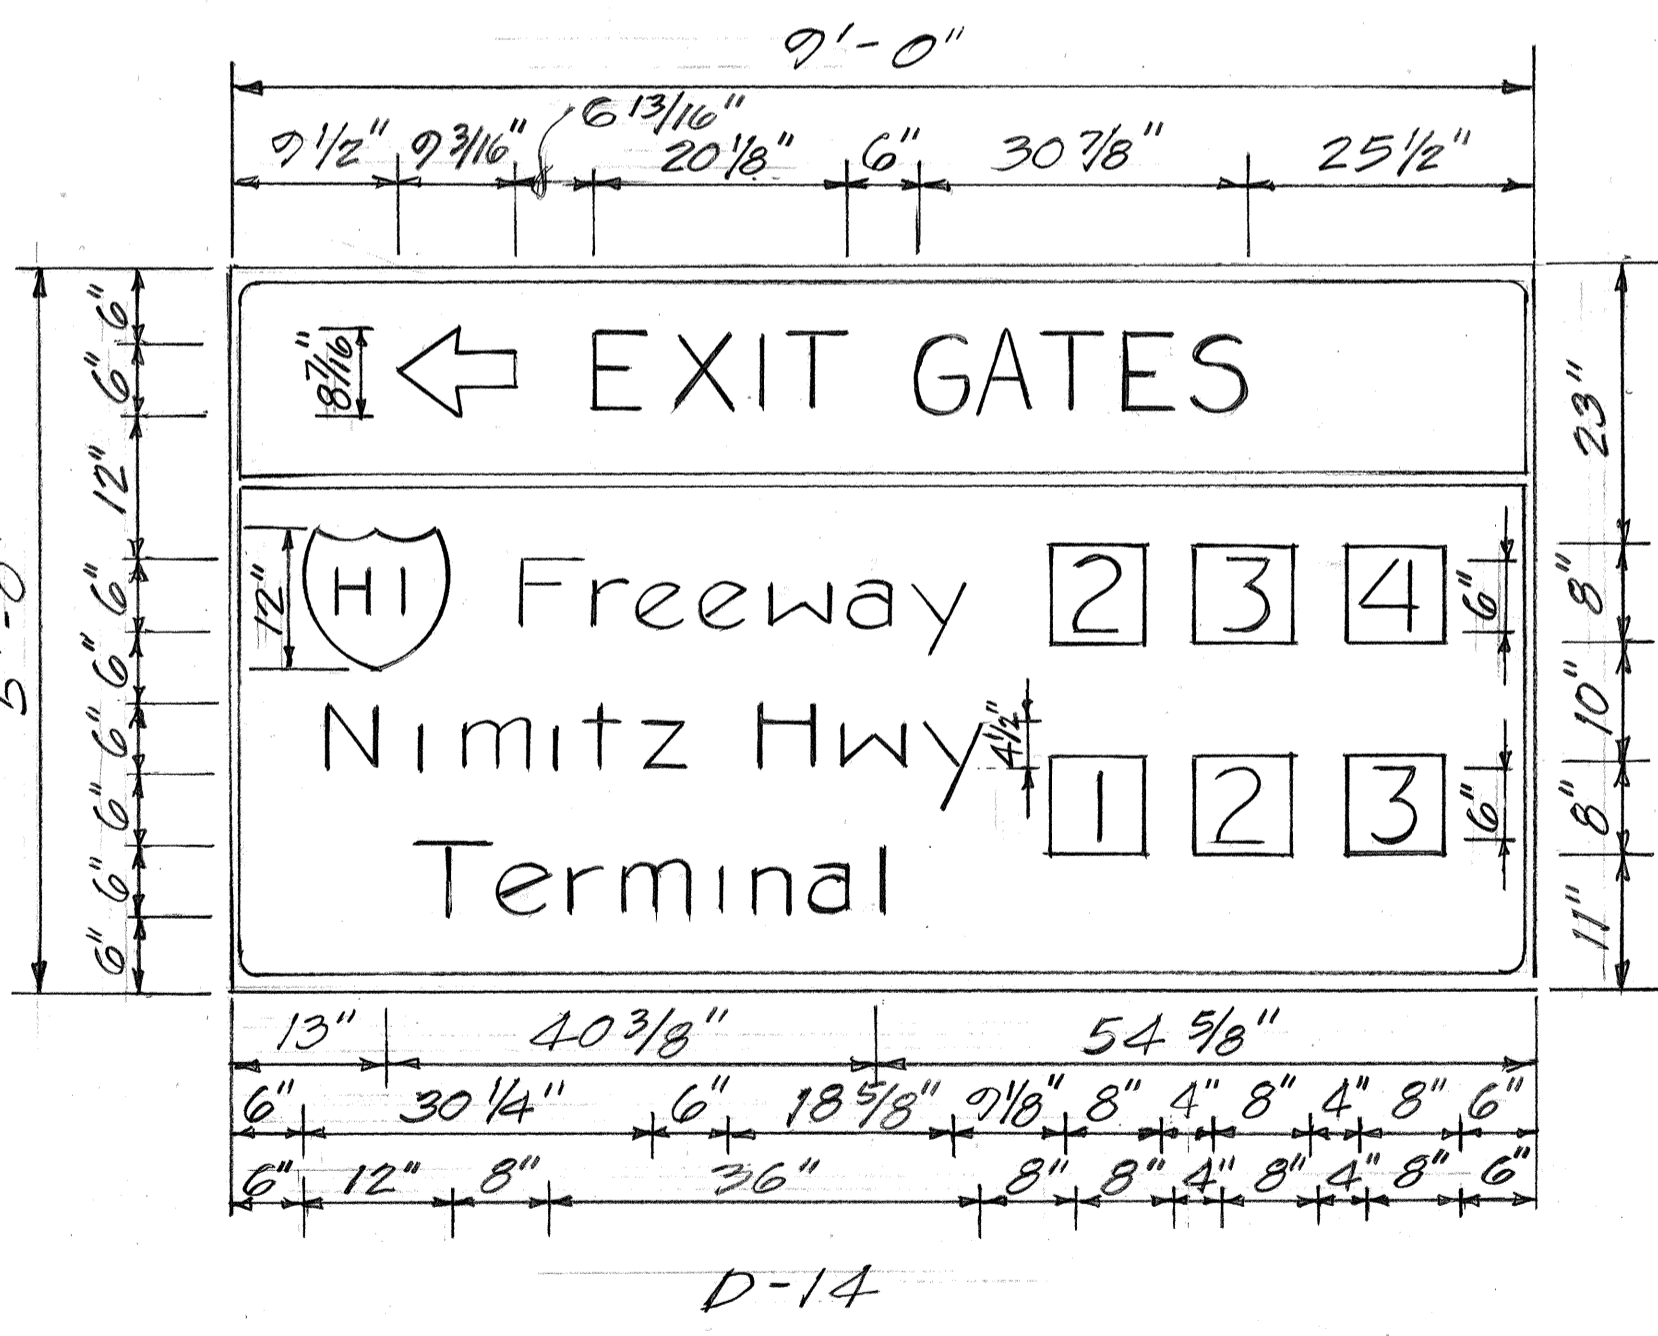 9'-0"
6 13/16"
9 1/2" 9 3/16" 20 1/8" 6" 30 7/8" 25 1/2"
6"
6"
12"
6"
6"
6"
6"
6"
6"
5'-0"
8 7/16"
EXIT GATES
12"
H1 Freeway 2 3 4
6"
Nimitz Hwy
4 1/2"
1 2 3
6"
Terminal
23"
8"
10"
8"
11"
13" 40 3/8" 54 5/8"
6" 30 1/4" 6" 18 5/8" 9 1/8" 8" 4" 8" 4" 8" 6"
6" 12" 8" 36" 8" 8" 4" 8" 4" 8" 6"
D-14